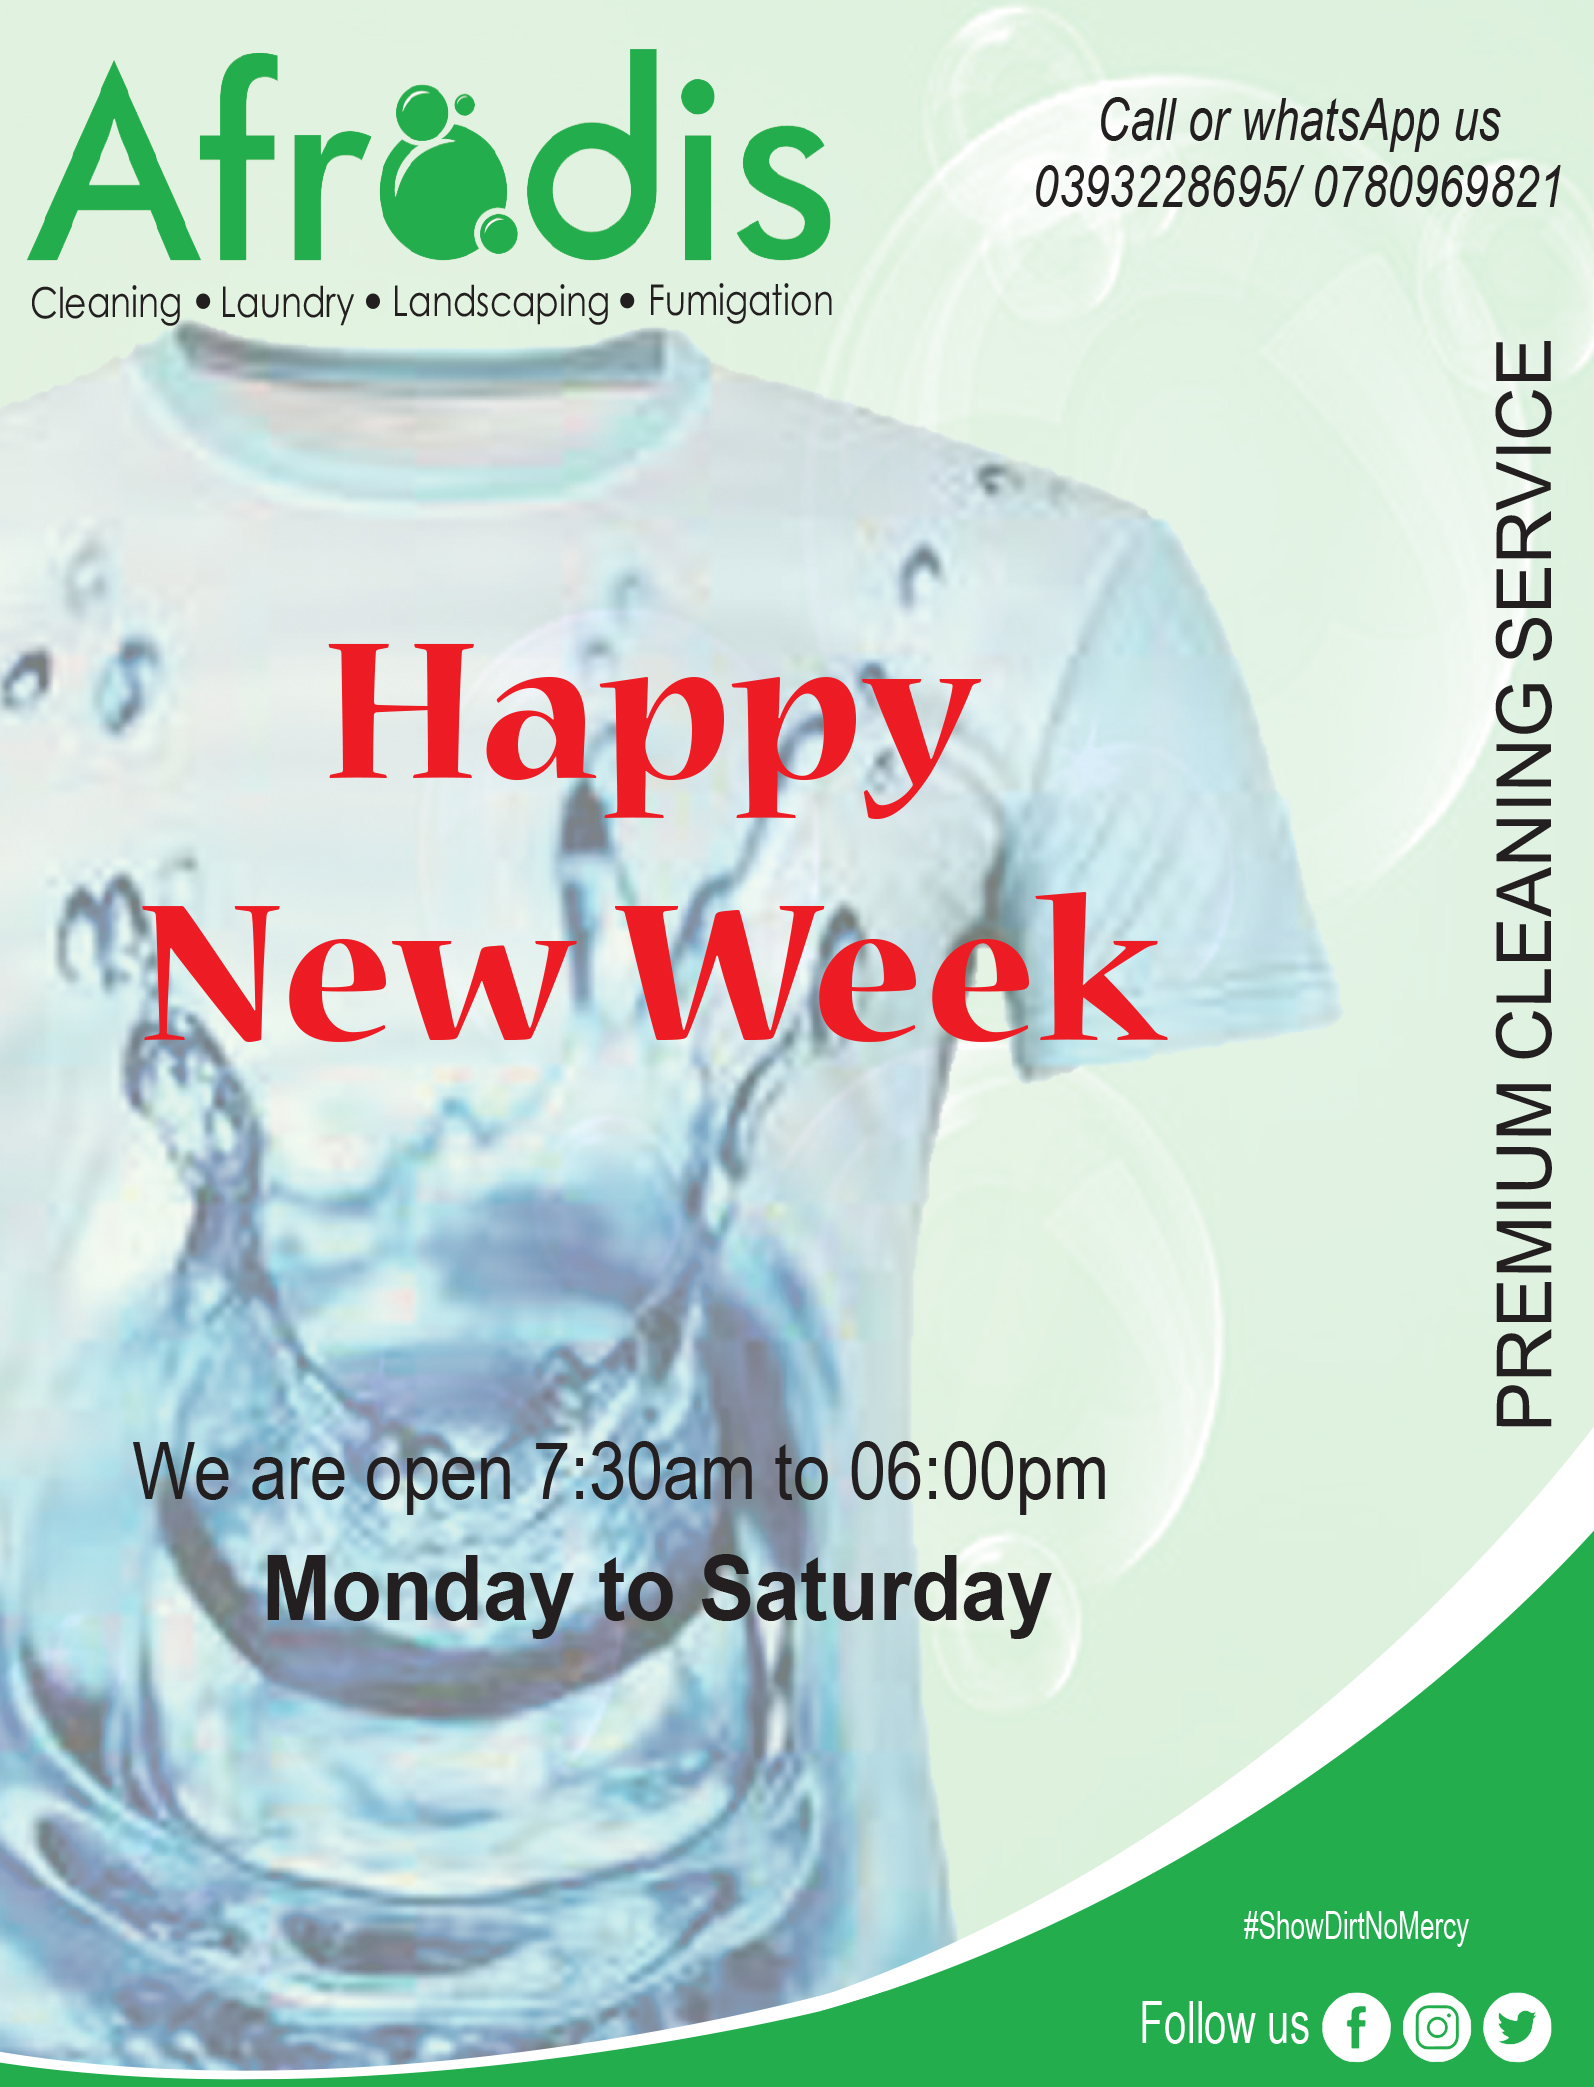 Afrodis
Cleaning • Laundry • Landscaping • Fumigation
Call or whatsApp us
0393228695/ 0780969821
PREMIUM CLEANING SERVICE
Happy
New Week
We are open 7:30am to 06:00pm
Monday to Saturday
#ShowDirtNoMercy
Follow us